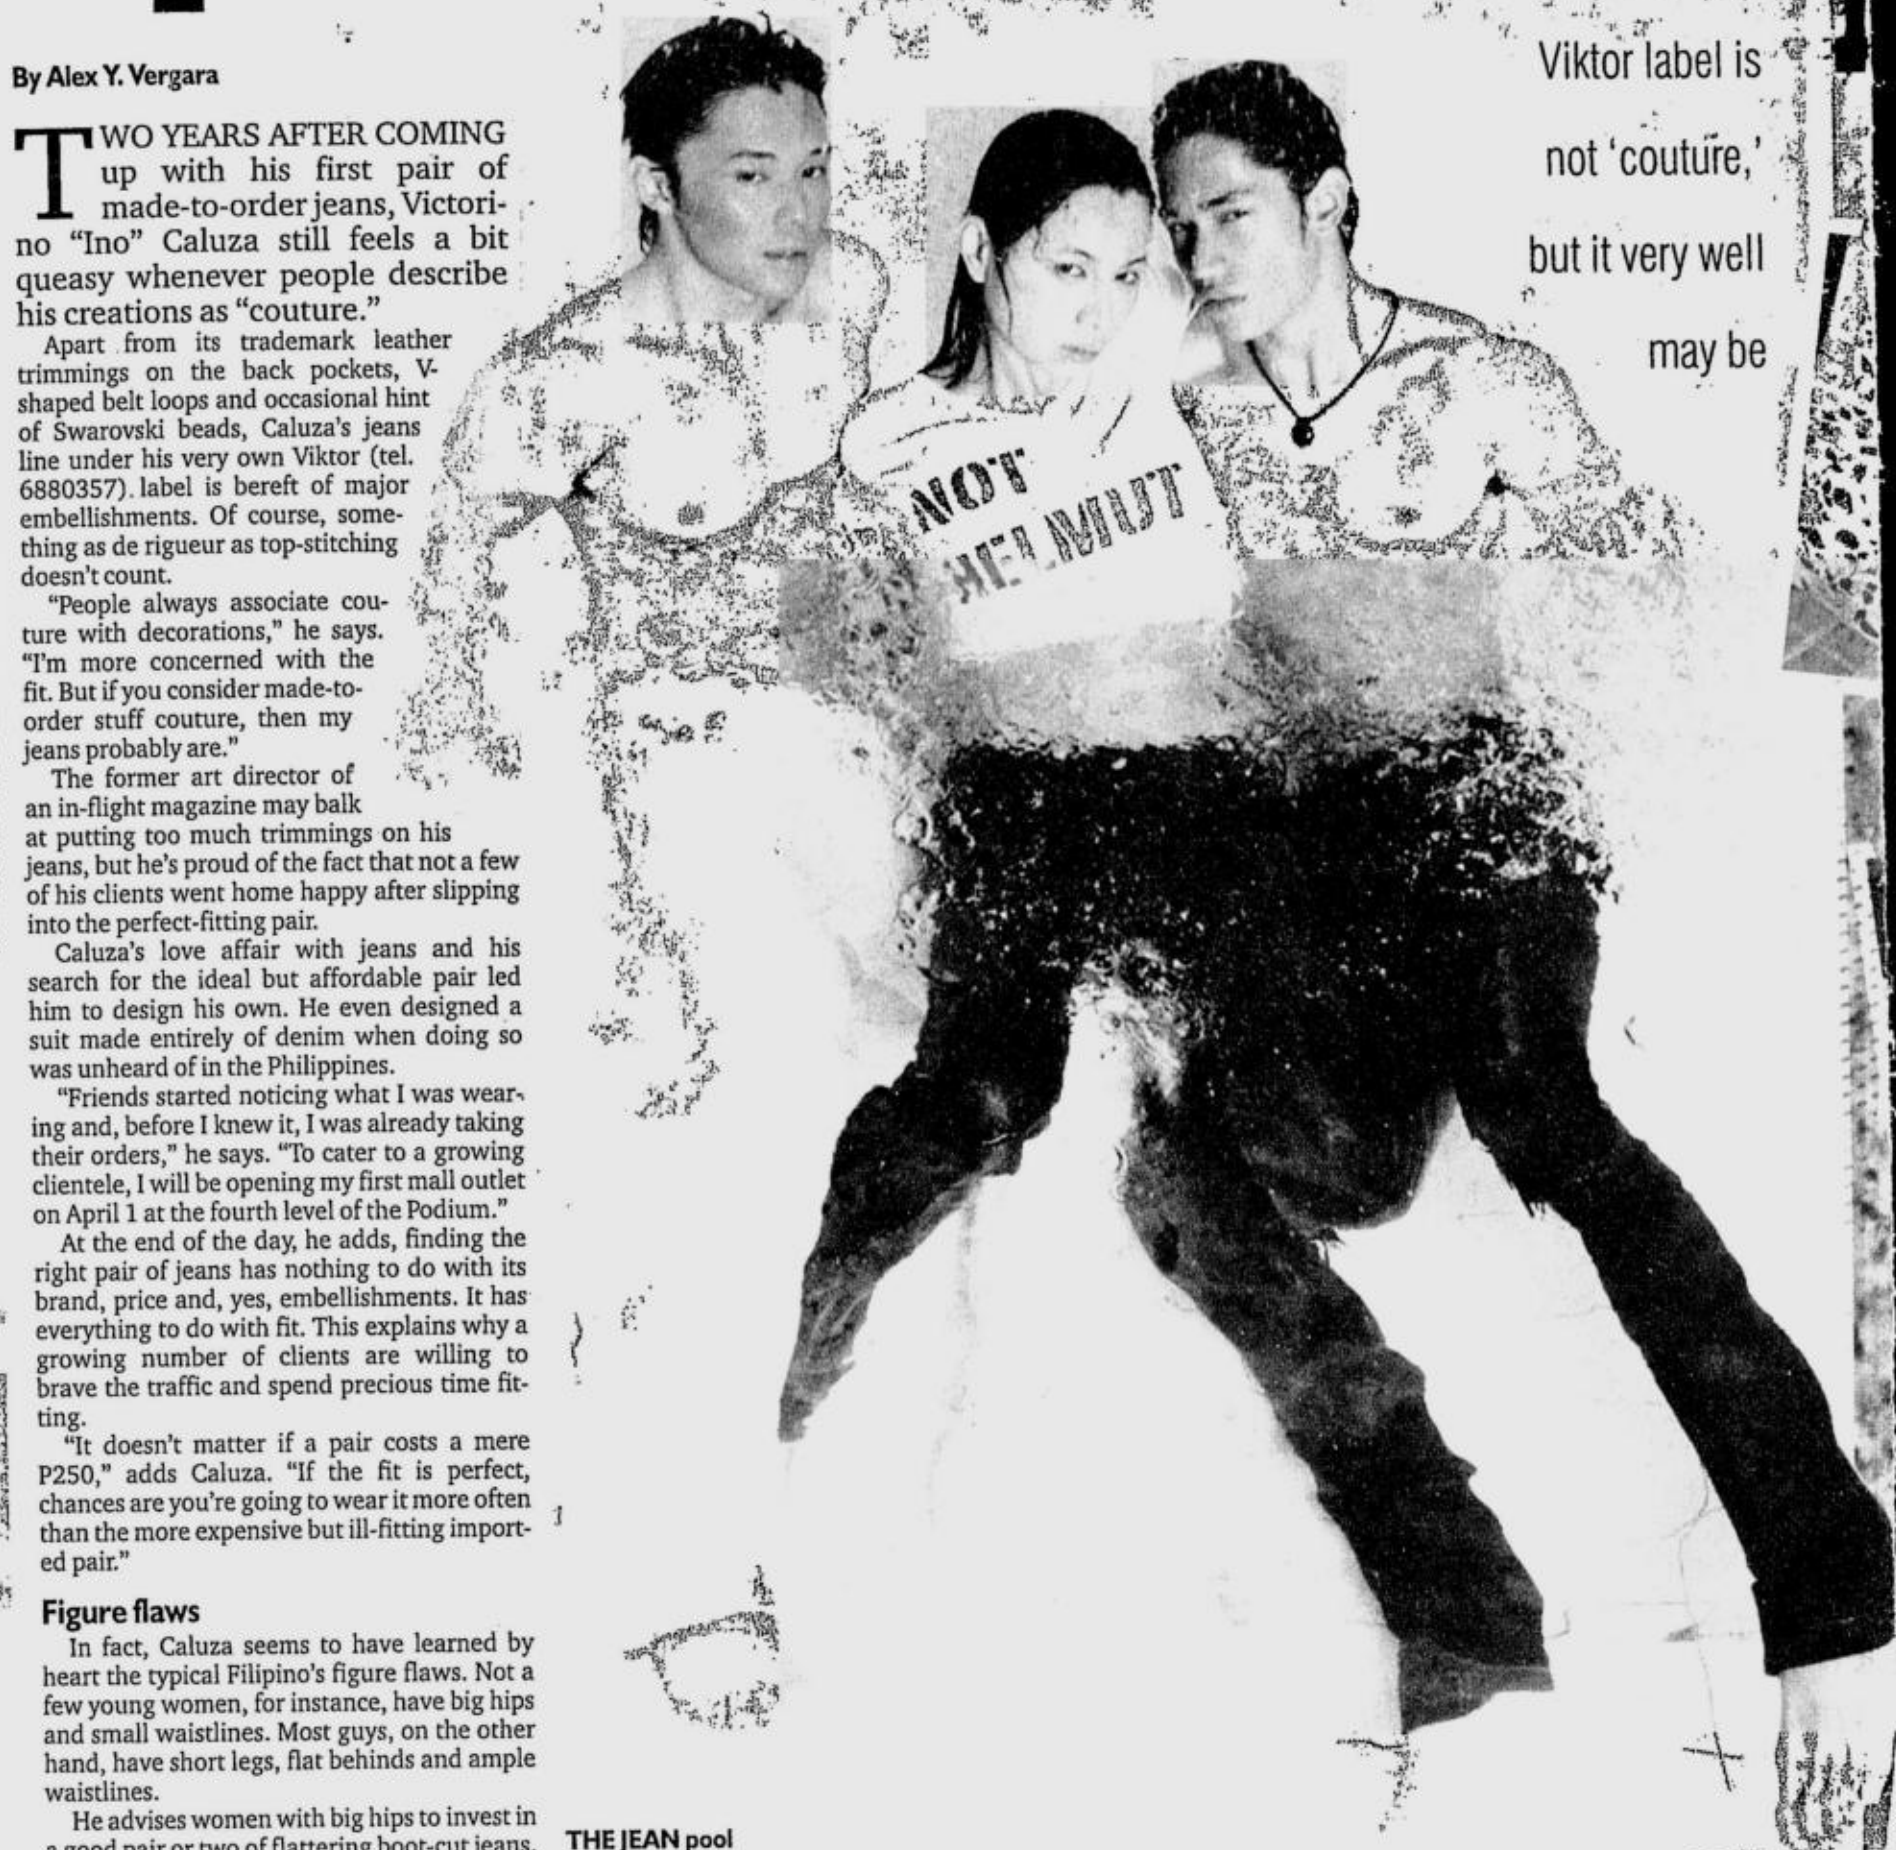 By Alex Y. Vergara
TWO YEARS AFTER COMING
up with his first pair of
made-to-order jeans, Victori-
no “Ino” Caluza still feels a bit
queasy whenever people describe
his creations as “couture.”
Apart from its trademark leather
trimmings on the back pockets, V-
shaped belt loops and occasional hint
of Swarovski beads, Caluza's jeans
line under his very own Viktor (tel.
6880357). label is bereft of major
embellishments. Of course, some-
thing as de rigueur as top-stitching
doesn't count.
“People always associate cou-
ture with decorations,” he says.
“I'm more concerned with the
fit. But if you consider made-to-
order stuff couture, then my
jeans probably are.”
The former art director of
an in-flight magazine may balk
at putting too much trimmings on his
jeans, but he's proud of the fact that not a few
of his clients went home happy after slipping
into the perfect-fitting pair.
Caluza's love affair with jeans and his
search for the ideal but affordable pair led
him to design his own. He even designed a
suit made entirely of denim when doing so
was unheard of in the Philippines.
“Friends started noticing what I was wear-
ing and, before I knew it, I was already taking
their orders,” he says. “To cater to a growing
clientele, I will be opening my first mall outlet
on April 1 at the fourth level of the Podium.”
At the end of the day, he adds, finding the
right pair of jeans has nothing to do with its
brand, price and, yes, embellishments. It has
everything to do with fit. This explains why a
growing number of clients are willing to
brave the traffic and spend precious time fit-
ting.
“It doesn't matter if a pair costs a mere
P250,” adds Caluza. “If the fit is perfect,
chances are you're going to wear it more often
than the more expensive but ill-fitting import-
ed pair.”
Figure flaws
In fact, Caluza seems to have learned by
heart the typical Filipino's figure flaws. Not a
few young women, for instance, have big hips
and small waistlines. Most guys, on the other
hand, have short legs, flat behinds and ample
waistlines.
He advises women with big hips to invest in
a good pair or two of flattering boot-cut jeans.
Viktor label is
not ‘couture,’
but it very well
may be
NOT
HELMUT
THE JEAN pool